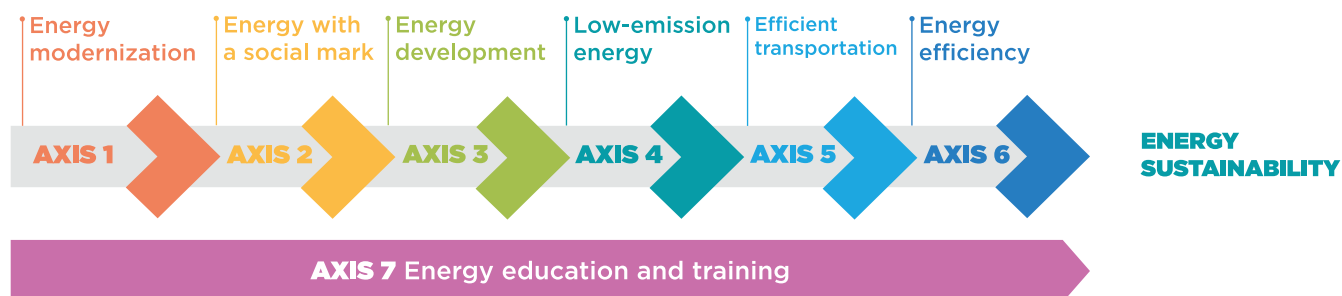 Energy
modernization
Energy with
a social mark
Energy
development
Low-emission
energy
Efficient
transportation
Energy
efficiency
AXIS 1
AXIS 2
AXIS 3
AXIS 4
AXIS 5
AXIS 6
ENERGY
SUSTAINABILITY
AXIS 7 Energy education and training